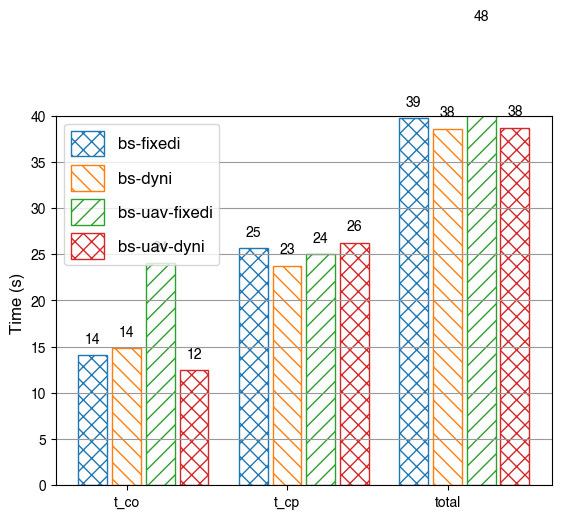 48
39 38 38
40
35
30
25
20
15
10
5
0
Time (s)
bs-fixedi
bs-dyni
bs-uav-fixedi
bs-uav-dyni
14 14 12
25 23 24 26
t_co t_cp total